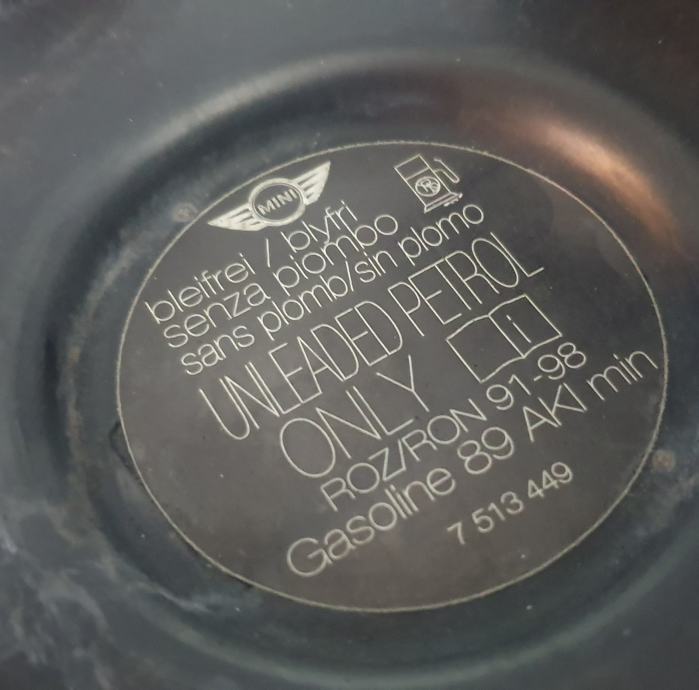 MINI
bleifrei / blyfri
senza piombo
sans plomb/sin plomo
UNLEADED PETROL
ONLY
ROZ/RON 91-98
Gasoline 89 AKI min
7 513 449